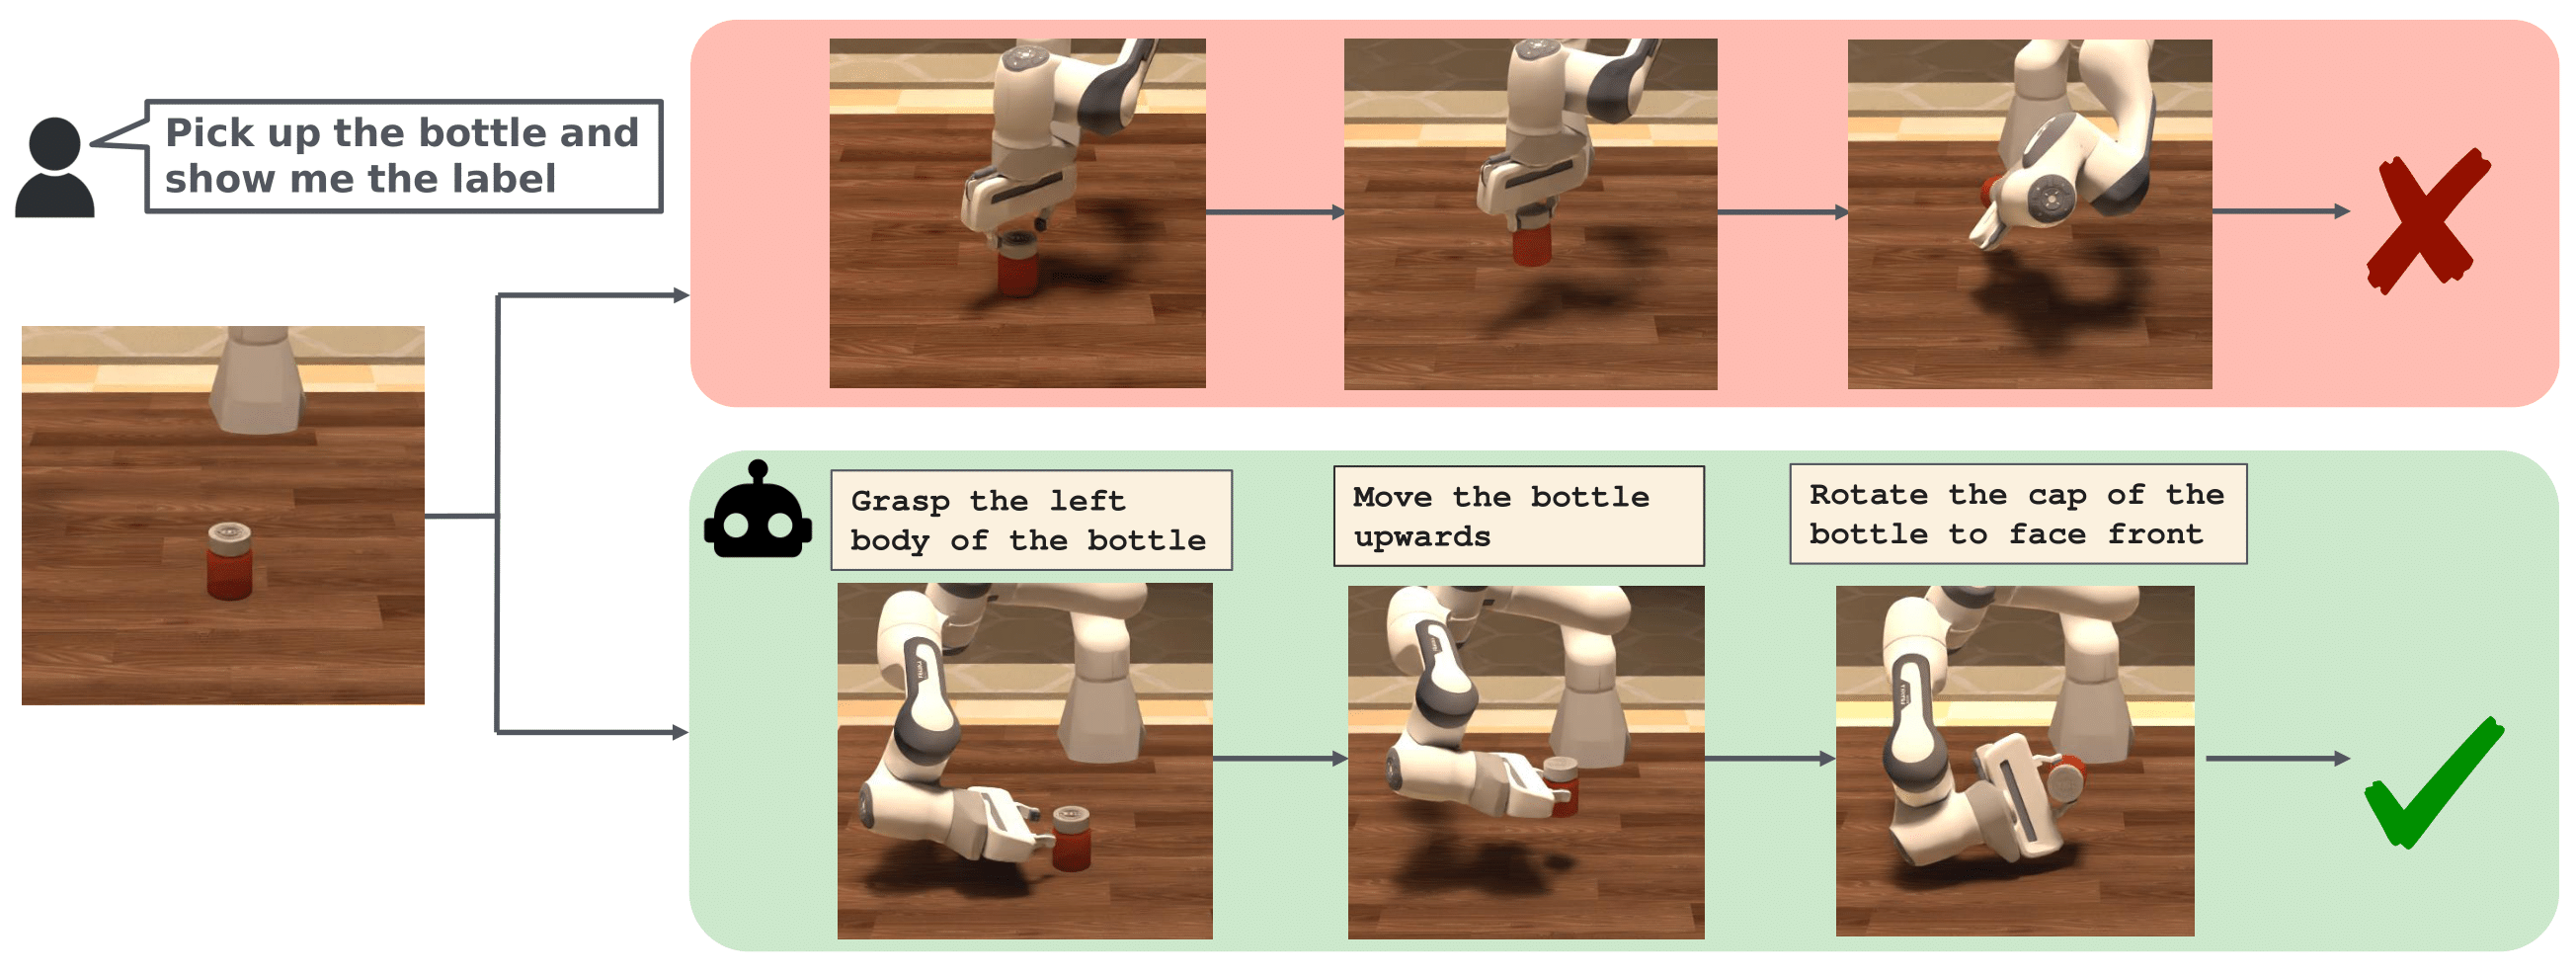 Pick up the bottle and
show me the label
Grasp the left
body of the bottle
Move the bottle
upwards
Rotate the cap of the
bottle to face front